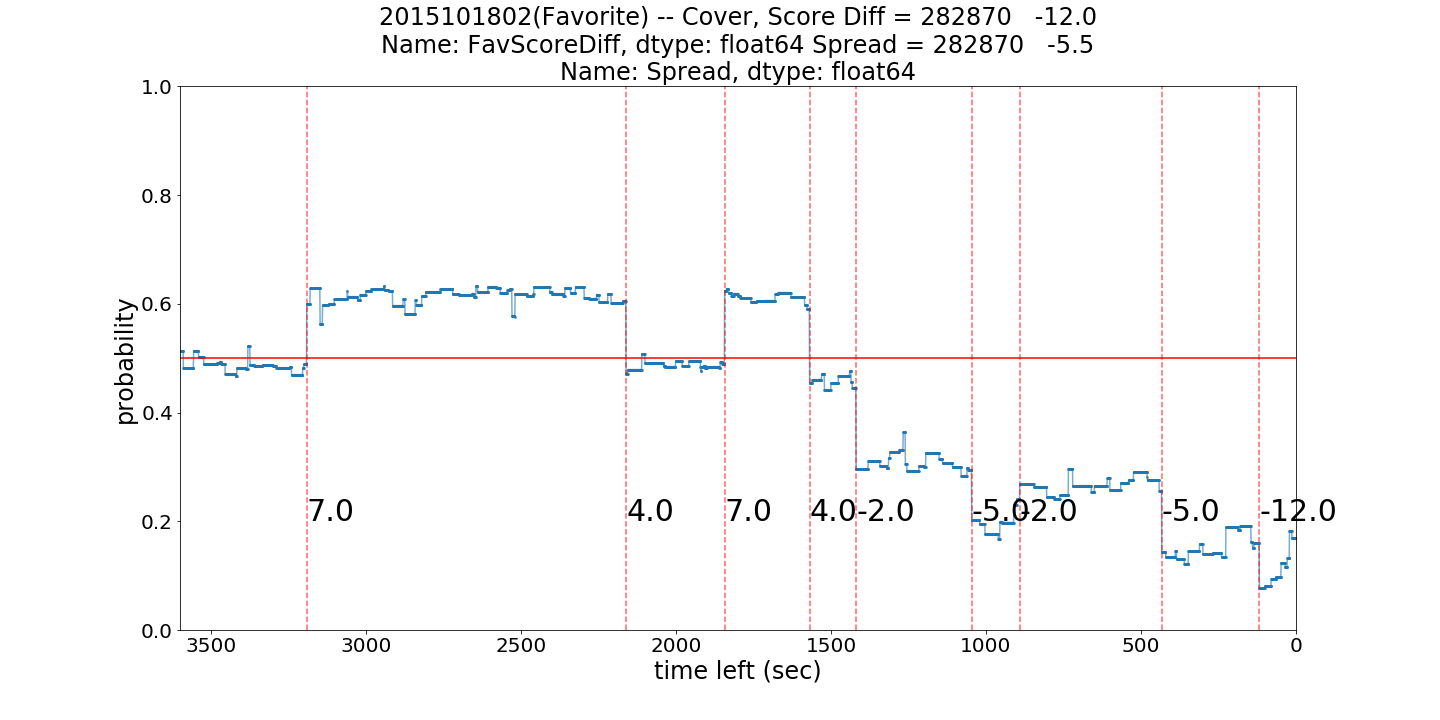 2015101802(Favorite) -- Cover, Score Diff = 282870   -12.0
Name: FavScoreDiff, dtype: float64 Spread = 282870   -5.5
Name: Spread, dtype: float64
1.0
0.8
0.6
0.4
0.2
0.0
probability
7.0 4.0 7.0 4.0 -2.0 -5.0 -2.0 -5.0 -12.0
3500 3000 2500 2000 1500 1000 500 0
time left (sec)